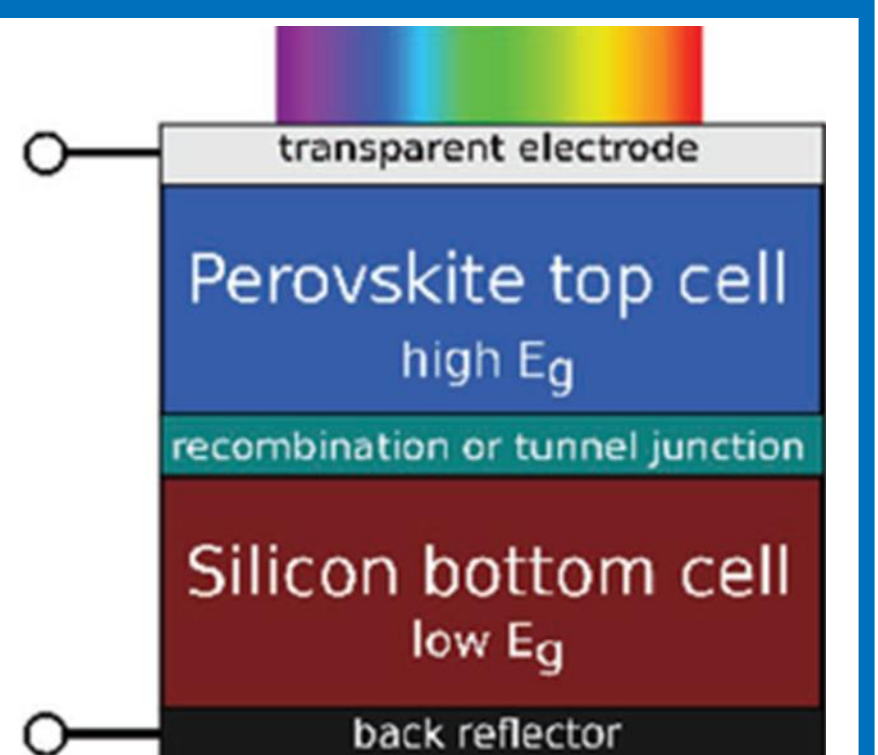 transparent electrode
Perovskite top cell
high Eg
recombination or tunnel junction
Silicon bottom cell
low Eg
back reflector